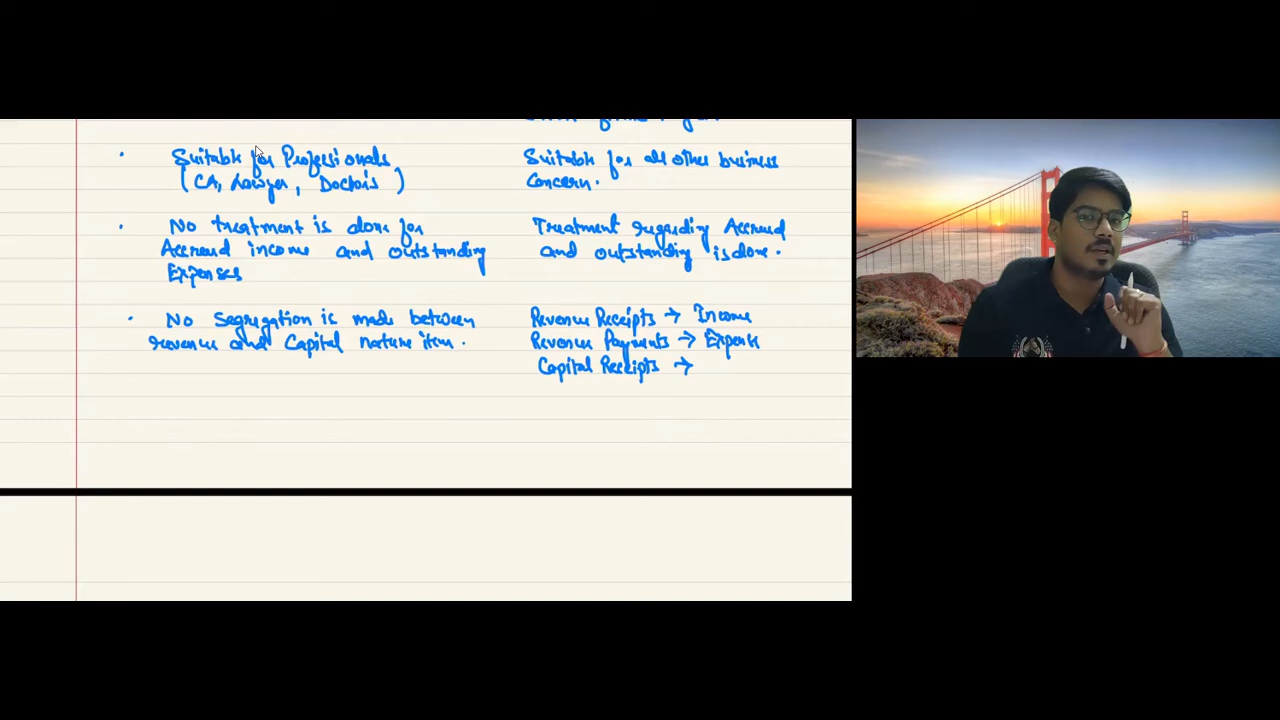 Suitable for Professionals
(CA, Lawyer, Doctors)
Suitable for all other business
Concern.
No treatment is done for
Accrued income and outstanding
Expenses
Treatment regarding Accrued
and outstanding is done.
No Segregation is made between
revenue and Capital nature item.
Revenue Receipts → Income
Revenue Payments → Expense
Capital Receipts →